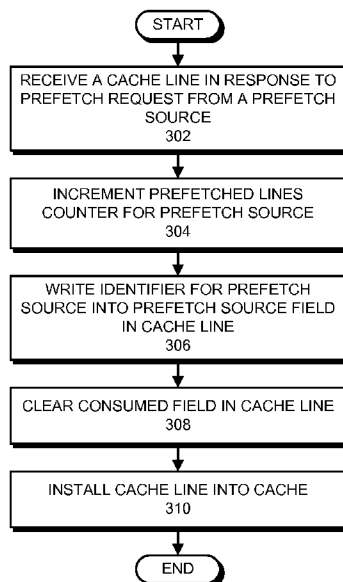 START
RECEIVE A CACHE LINE IN RESPONSE TO
PREFETCH REQUEST FROM A PREFETCH
SOURCE
302
INCREMENT PREFETCHED LINES
COUNTER FOR PREFETCH SOURCE
304
WRITE IDENTIFIER FOR PREFETCH
SOURCE INTO PREFETCH SOURCE FIELD
IN CACHE LINE
306
CLEAR CONSUMED FIELD IN CACHE LINE
308
INSTALL CACHE LINE INTO CACHE
310
END